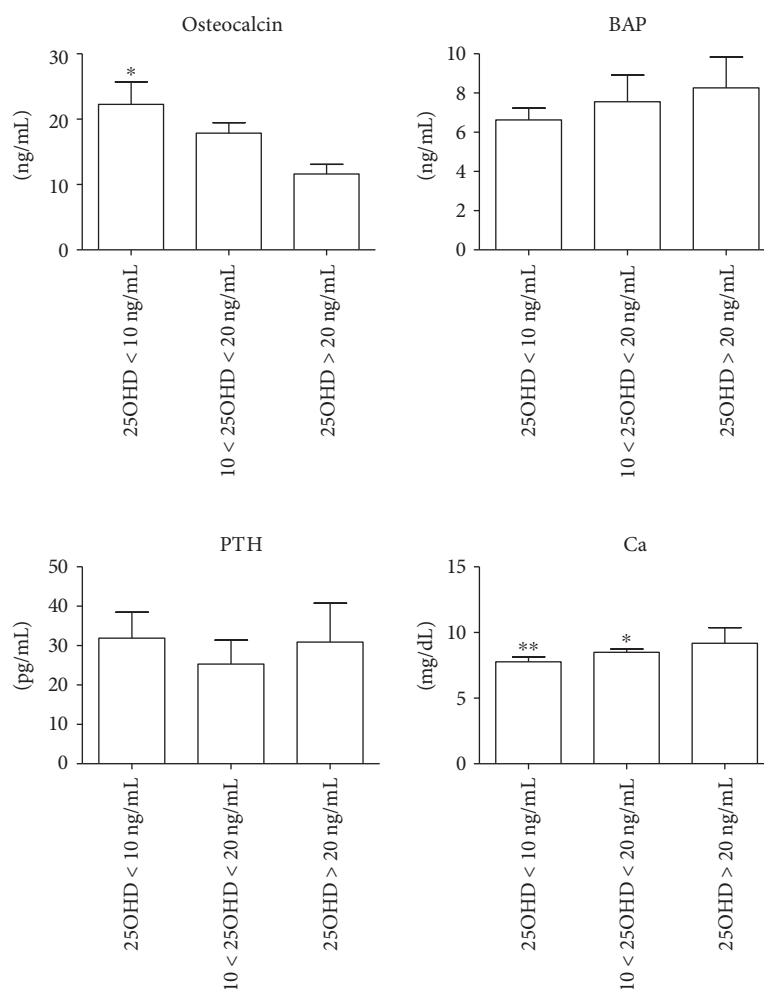 Osteocalcin
(ng/mL)
30
20
10
0
*
25OHD < 10 ng/mL
10 < 25OHD < 20 ng/mL
25OHD > 20 ng/mL
BAP
(ng/mL)
10
8
6
4
2
0
25OHD < 10 ng/mL
10 < 25OHD < 20 ng/mL
25OHD > 20 ng/mL
PTH
(pg/mL)
50
40
30
20
10
0
25OHD < 10 ng/mL
10 < 25OHD < 20 ng/mL
25OHD > 20 ng/mL
Ca
(mg/dL)
15
10
5
0
**
*
25OHD < 10 ng/mL
10 < 25OHD < 20 ng/mL
25OHD > 20 ng/mL